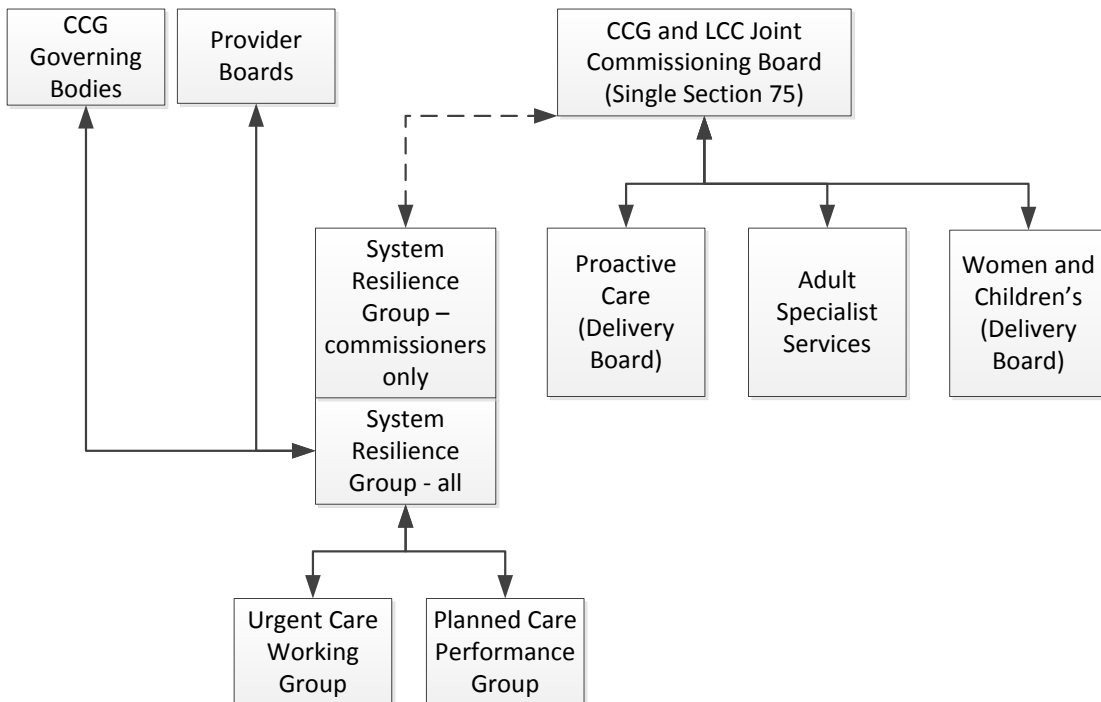 CCG
Governing
Bodies
Provider
Boards
CCG and LCC Joint
Commissioning Board
(Single Section 75)
System
Resilience
Group –
commissioners
only
Proactive
Care
(Delivery
Board)
Adult
Specialist
Services
Women and
Children’s
(Delivery
Board)
System
Resilience
Group - all
Urgent Care
Working
Group
Planned Care
Performance
Group